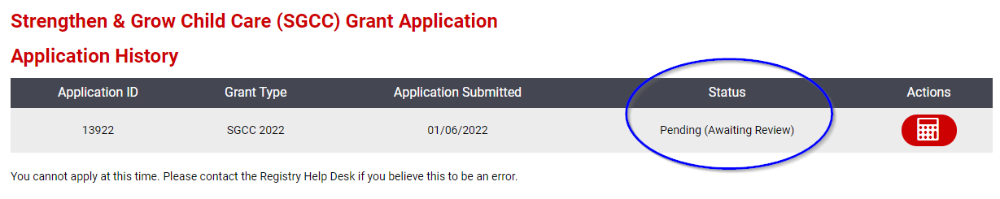 Strengthen & Grow Child Care (SGCC) Grant Application
Application History
Application ID Grant Type Application Submitted Status Actions
13922 SGCC 2022 01/06/2022 Pending (Awaiting Review)
You cannot apply at this time. Please contact the Registry Help Desk if you believe this to be an error.